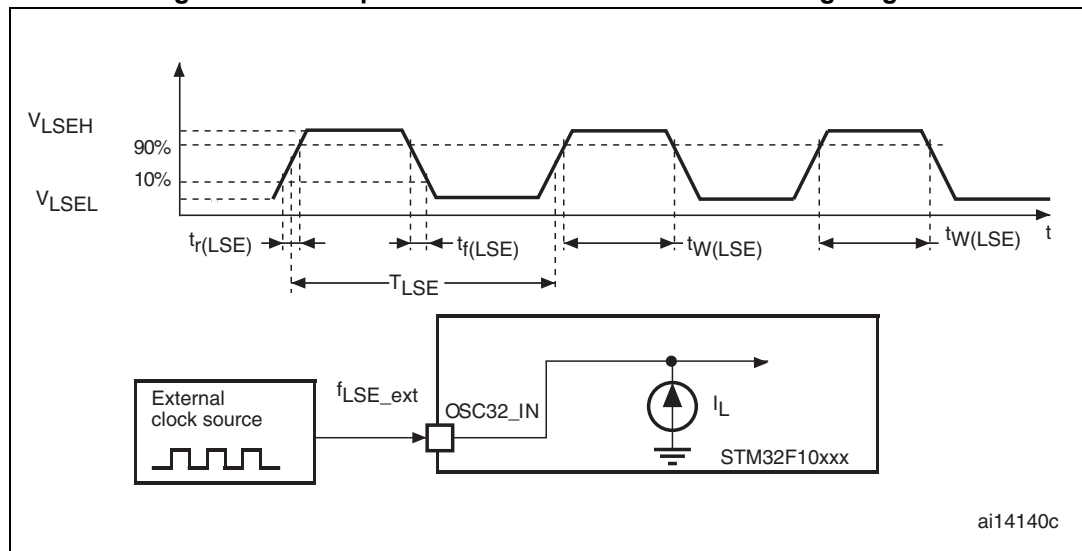 V_LSEH
90%
10%
V_LSEL
t_r(LSE)
t_f(LSE)
t_W(LSE)
t_W(LSE)
t
T_LSE
External
clock source
f_LSE_ext
OSC32_IN
I_L
STM32F10xxx
ai14140c